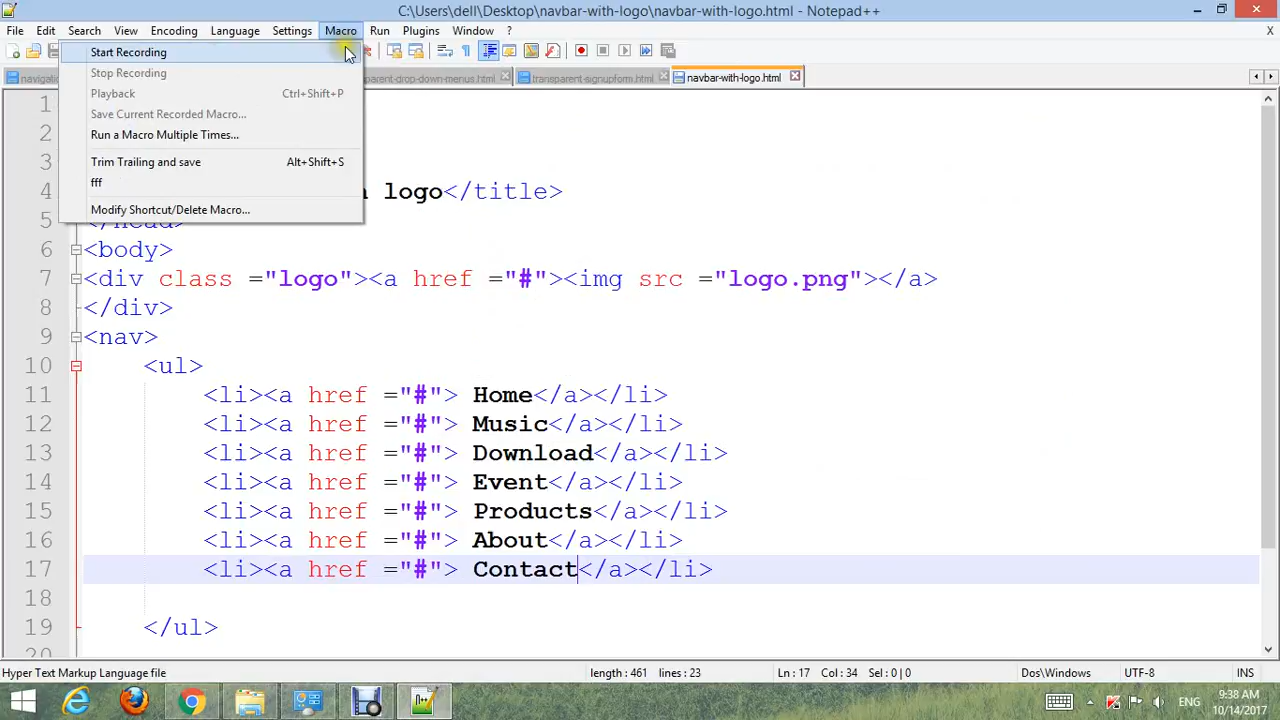 C:\Users\dell\Desktop\navbar-with-logo\navbar-with-logo.html - Notepad++
File Edit Search View Encoding Language Settings Macro Run Plugins Window ?
X
navigatio
parent-drop-down-menus.html
transparent-signupform.html
navbar-with-logo.html
Start Recording
Stop Recording
Playback Ctrl+Shift+P
Save Current Recorded Macro...
Run a Macro Multiple Times...
Trim Trailing and save Alt+Shift+S
fff
Modify Shortcut/Delete Macro...
1
2
3
4 logo</title>
5 </head>
6 <body>
7 <div class ="logo"><a href ="#"><img src ="logo.png"></a>
8 </div>
9 <nav>
10 <ul>
11 <li><a href ="#"> Home</a></li>
12 <li><a href ="#"> Music</a></li>
13 <li><a href ="#"> Download</a></li>
14 <li><a href ="#"> Event</a></li>
15 <li><a href ="#"> Products</a></li>
16 <li><a href ="#"> About</a></li>
17 <li><a href ="#"> Contact</a></li>
18
19 </ul>
20
Hyper Text Markup Language file length : 461 lines : 23 Ln : 17 Col : 34 Sel : 0 | 0 Dos\Windows UTF-8 INS
ENG
9:38 AM
10/14/2017